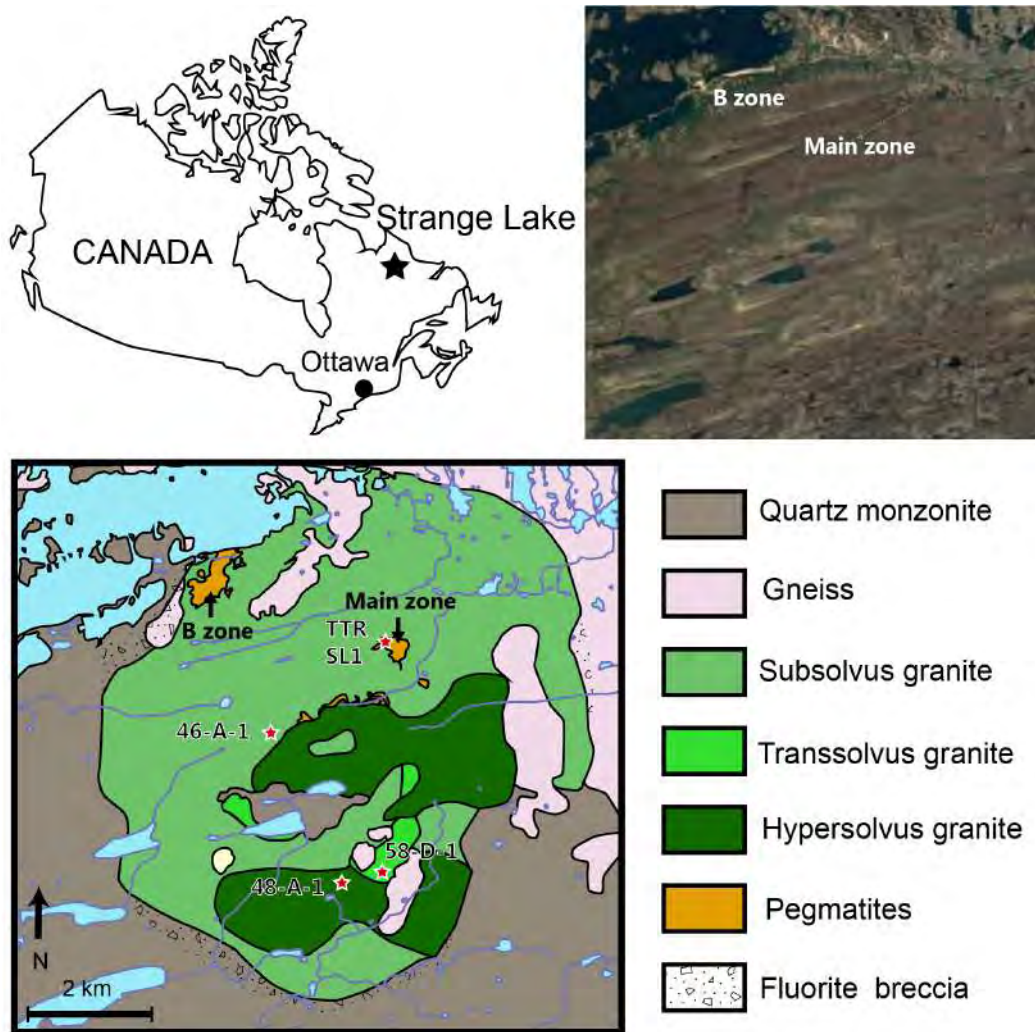 CANADA
Strange Lake
Ottawa
B zone
Main zone
B zone
Main zone
TTR
SL1
46-A-1
58-D-1
48-A-1
N
2 km
Quartz monzonite
Gneiss
Subsolvus granite
Transsolvus granite
Hypersolvus granite
Pegmatites
Fluorite breccia